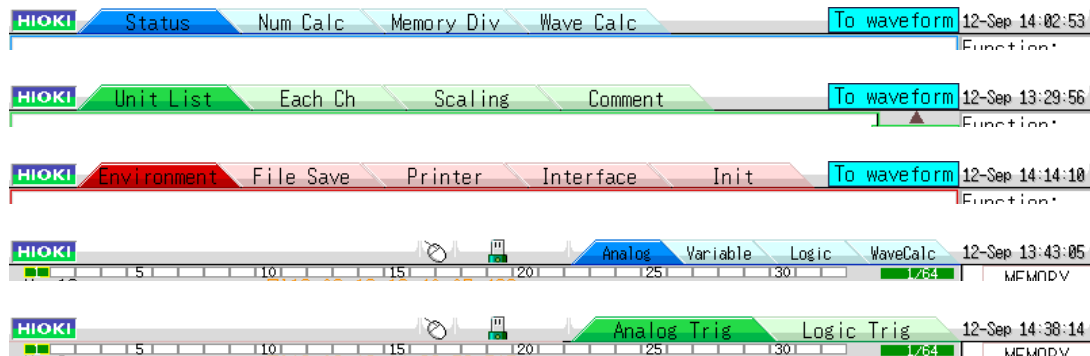 HIOKI Status Num Calc Memory Div Wave Calc To waveform 12-Sep 14:02:53
Function:
HIOKI Unit List Each Ch Scaling Comment To waveform 12-Sep 13:29:56
Function:
HIOKI Environment File Save Printer Interface Init To waveform 12-Sep 14:14:10
Function:
HIOKI Analog Variable Logic WaveCalc 12-Sep 13:43:05
5 10 15 20 25 30 1/64 MEMORY
HIOKI Analog Trig Logic Trig 12-Sep 14:38:14
5 10 15 20 25 30 1/64 MEMORY